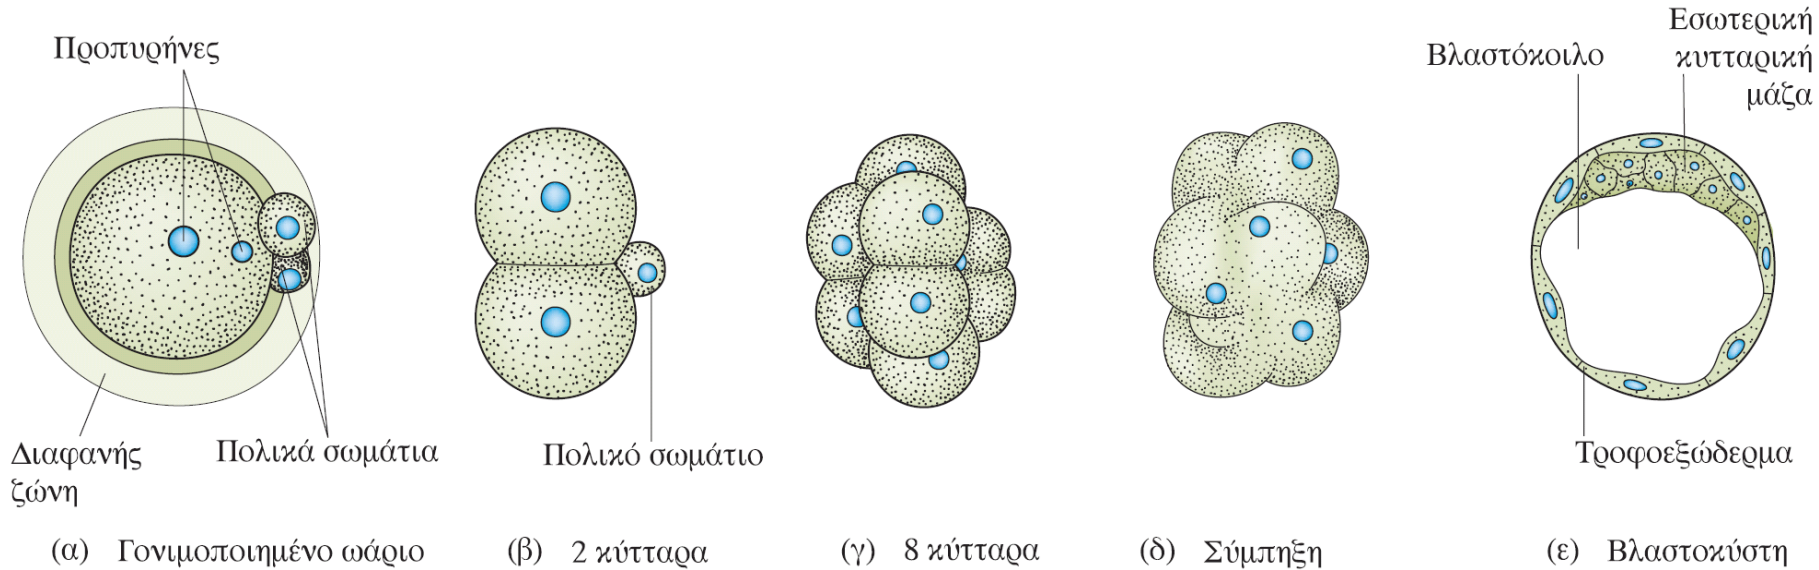 Προπυρήνες
Διαφανής
ζώνη
Πολικά σωμάτια
Πολικό σωμάτιο
Βλαστόκοιλο
Εσωτερική
κυτταρική
μάζα
Τροφοεξώδερμα
(α) Γονιμοποιημένο ωάριο
(β) 2 κύτταρα
(γ) 8 κύτταρα
(δ) Σύμπηξη
(ε) Βλαστοκύστη